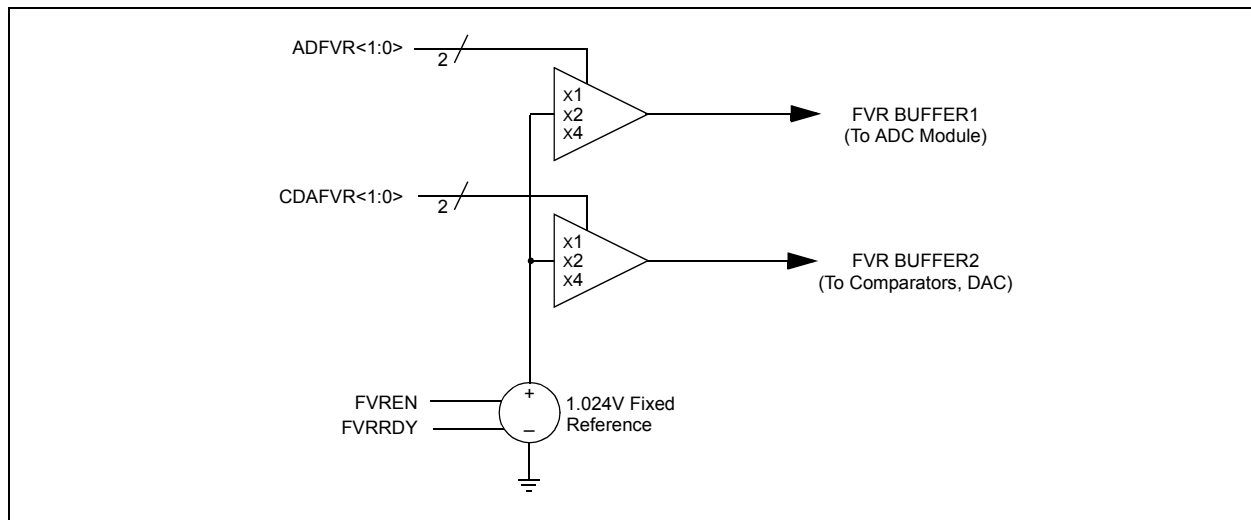 ADFVR<1:0>
2
X1
X2
X4
FVR BUFFER1
(To ADC Module)
CDAFVR<1:0>
2
X1
X2
X4
FVR BUFFER2
(To Comparators, DAC)
FVREN
FVRRDY
+
–
1.024V Fixed
Reference